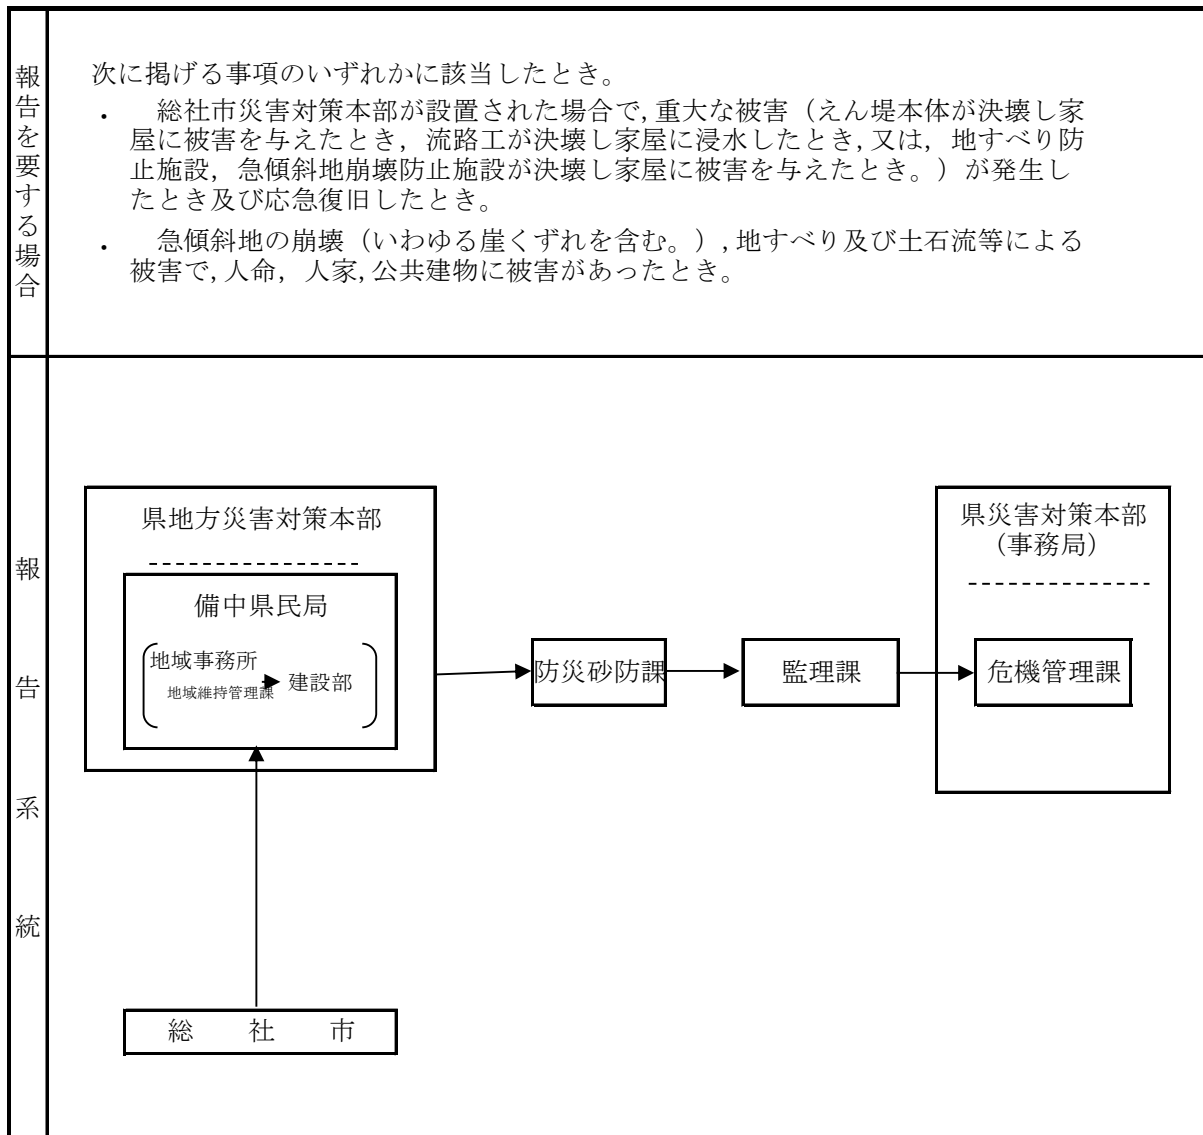 報告を要する場合
次に掲げる事項のいずれかに該当したとき。
． 総社市災害対策本部が設置された場合で,重大な被害（えん堤本体が決壊し家
屋に被害を与えたとき，流路工が決壊し家屋に浸水したとき,又は，地すべり防
止施設，急傾斜地崩壊防止施設が決壊し家屋に被害を与えたとき。）が発生し
たとき及び応急復旧したとき。
． 急傾斜地の崩壊（いわゆる崖くずれを含む。）,地すべり及び土石流等による
被害で,人命，人家,公共建物に被害があったとき。
報告系統
県地方災害対策本部
備中県民局
地域事務所
地域維持管理課
建設部
防災砂防課
監理課
県災害対策本部
（事務局）
危機管理課
総 社 市